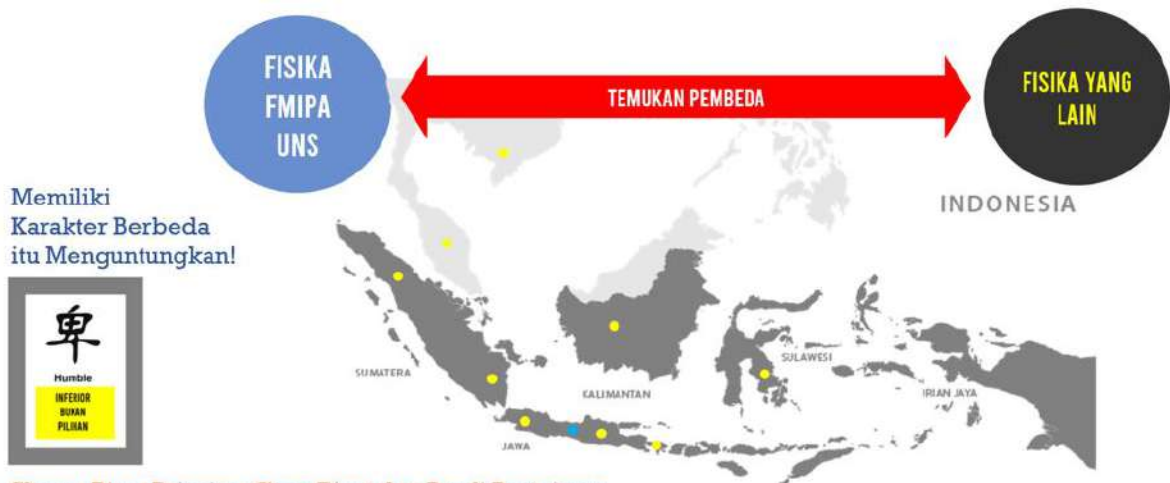 FISIKA
FMIPA
UNS
TEMUKAN PEMBEDA
FISIKA YANG
LAIN
Memiliki
Karakter Berbeda
itu Menguntungkan!
INDONESIA
卑
Humble
INFERIOR
BUKAN
PILIHAN
SUMATERA
KALIMANTAN
SULAWESI
IRIAN JAYA
JAWA